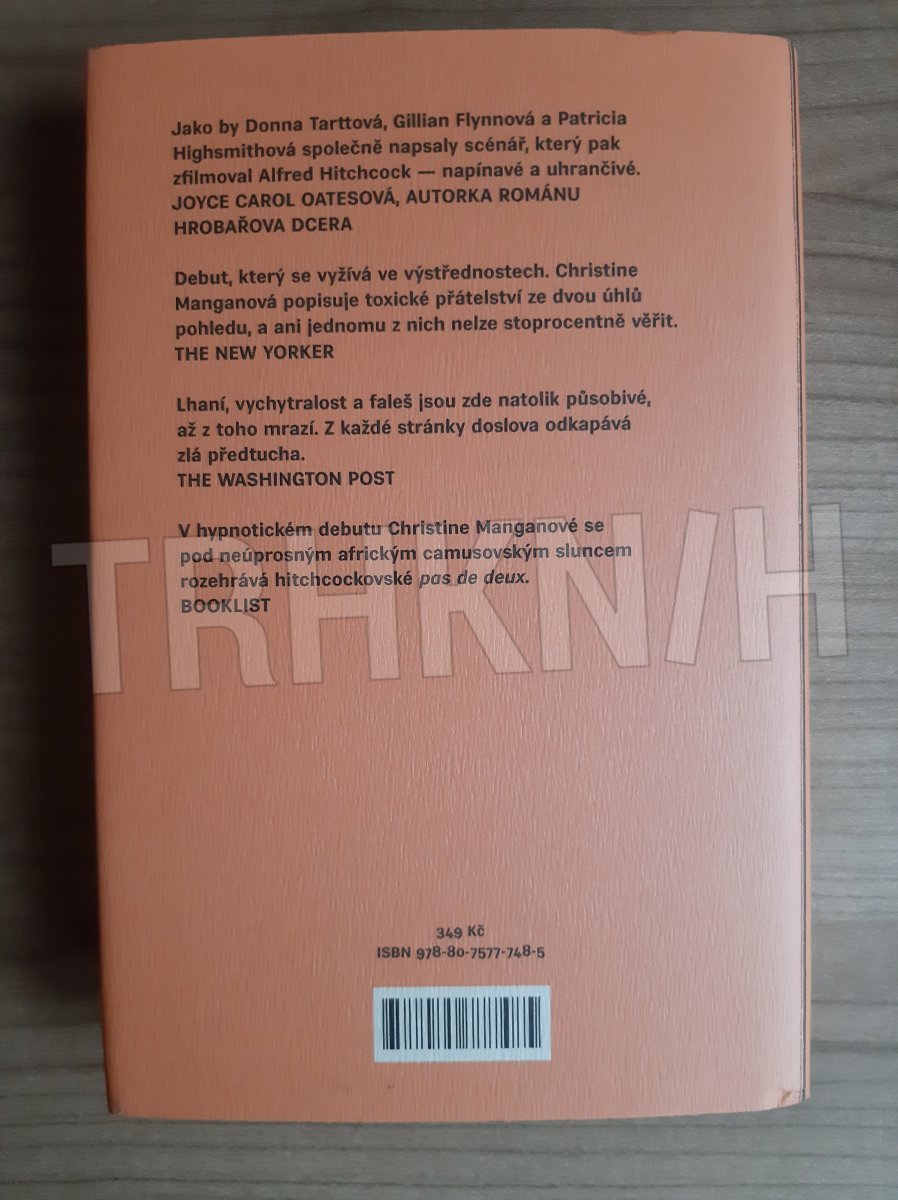 Jako by Donna Tarttová, Gillian Flynnová a Patricia
Highsmithová společně napsaly scénář, který pak
zfilmoval Alfred Hitchcock — napínavé a uhrančivé.
JOYCE CAROL OATESOVÁ, AUTORKA ROMÁNU
HROBAŘOVA DCERA
Debut, který se vyžívá ve výstřednostech. Christine
Manganová popisuje toxické přátelství ze dvou úhlů
pohledu, a ani jednomu z nich nelze stoprocentně věřit.
THE NEW YORKER
Lhaní, vychytralost a faleš jsou zde natolik působivé,
až z toho mrazí. Z každé stránky doslova odkapává
zlá předtucha.
THE WASHINGTON POST
V hypnotickém debutu Christine Manganové se
pod neúprosným africkým camusovským sluncem
rozehrává hitchcockovské pas de deux.
BOOKLIST
TRHKN/H
349 Kč
ISBN 978-80-7577-748-5